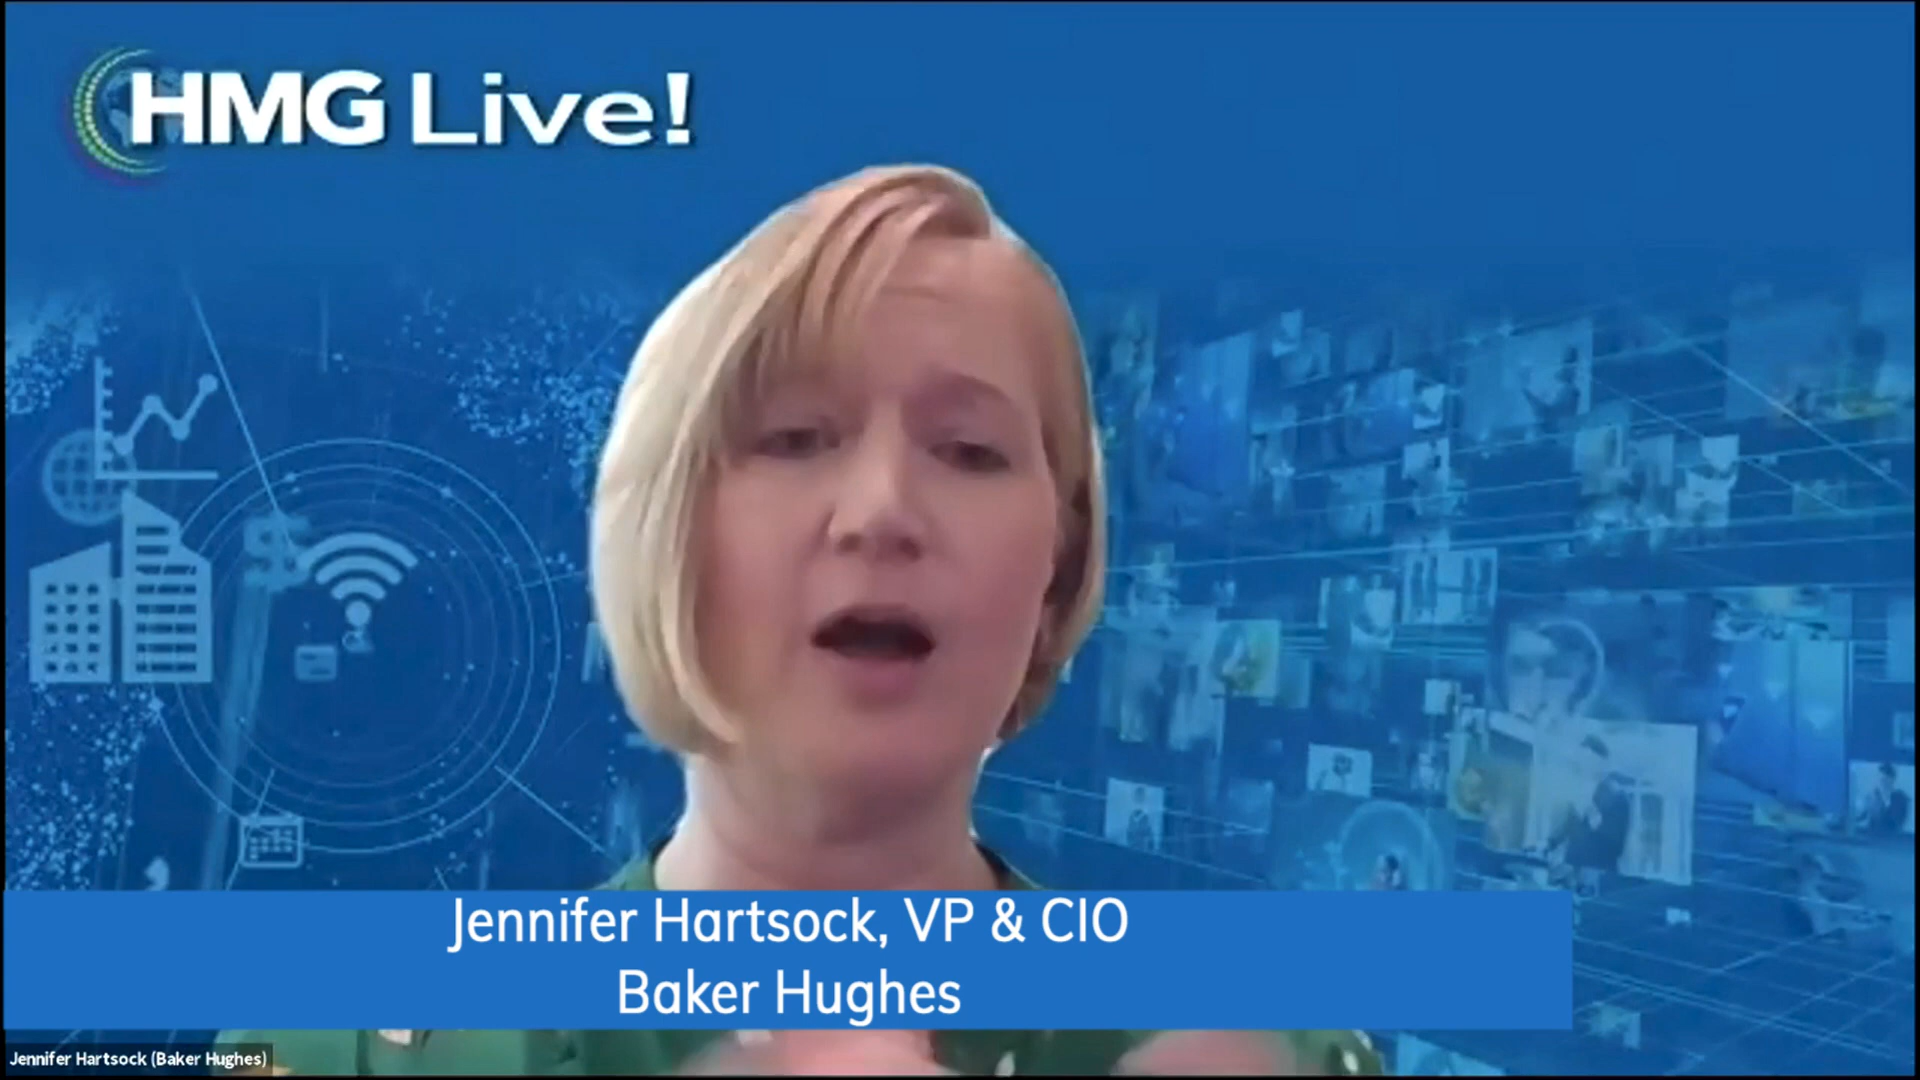 HMG Live!
Jennifer Hartsock, VP & CIO
Baker Hughes
Jennifer Hartsock (Baker Hughes)